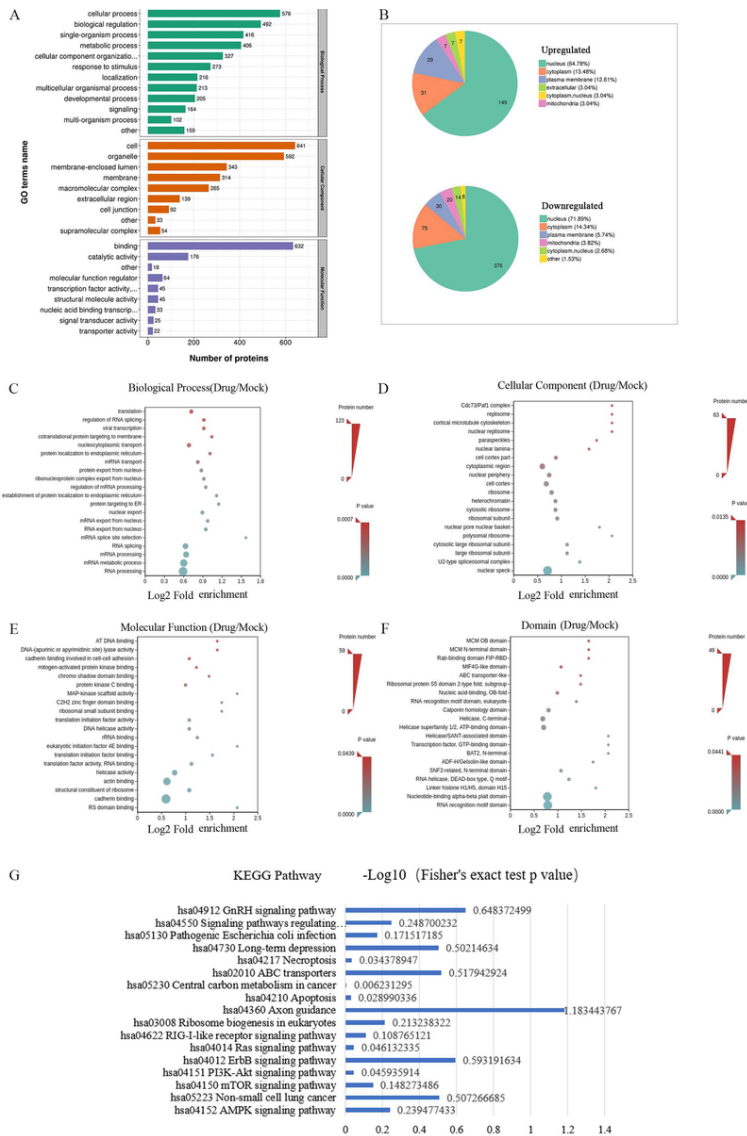 A
cellular process 576
biological regulation 492
single-organism process 416
metabolic process 406
cellular component organizatio... 327
response to stimulus 273
localization 216
multicellular organismal process 213
developmental process 205
signaling 164
multi-organism process 102
other 159
Biological Process
cell 641
organelle 592
membrane-enclosed lumen 343
membrane 314
macromolecular complex 265
extracellular region 139
cell junction 92
other 33
supramolecular complex 54
Cellular Component
binding 632
catalytic activity 176
other 18
molecular function regulator 64
transcription factor activity,... 45
structural molecule activity 45
nucleic acid binding transcrip... 33
signal transducer activity 25
transporter activity 22
Molecular Function
GO terms name
0 200 400 600
Number of proteins
B
Upregulated
nucleus (64.78%)
cytoplasm (13.48%)
plasma membrane (12.61%)
extracellular (3.04%)
cytoplasm,nucleus (3.04%)
mitochondria (3.04%)
149
31
29
7
7
7
Downregulated
nucleus (71.89%)
cytoplasm (14.34%)
plasma membrane (5.74%)
mitochondria (3.82%)
cytoplasm,nucleus (2.68%)
other (1.53%)
376
75
30
20
14
8
C
Biological Process(Drug/Mock)
translation
regulation of RNA splicing
viral transcription
cotranslational protein targeting to membrane
nucleocytoplasmic transport
protein localization to endoplasmic reticulum
mRNA transport
protein export from nucleus
ribonucleoprotein complex export from nucleus
regulation of mRNA processing
establishment of protein localization to endoplasmic reticulum
protein targeting to ER
nuclear export
mRNA export from nucleus
RNA export from nucleus
mRNA splice site selection
RNA splicing
mRNA processing
mRNA metabolic process
RNA processing
0.0 0.3 0.6 0.9 1.2 1.5 1.8
Log2 Fold enrichment
Protein number
123
0
P value
0.0007
0.0000
D
Cellular Component (Drug/Mock)
Cdc73/Paf1 complex
replisome
cortical microtubule cytoskeleton
nuclear replisome
paraspeckles
nuclear lamina
cell cortex part
cytoplasmic region
nuclear periphery
cell cortex
ribosome
heterochromatin
cytosolic ribosome
ribosomal subunit
nuclear pore nuclear basket
polysomal ribosome
cytosolic large ribosomal subunit
large ribosomal subunit
U2-type spliceosomal complex
nuclear speck
0.0 0.5 1.0 1.5 2.0 2.5
Log2 Fold enrichment
Protein number
63
0
P value
0.0135
0.0000
E
Molecular Function (Drug/Mock)
AT DNA binding
DNA-(apurinic or apyrimidinic site) lyase activity
cadherin binding involved in cell-cell adhesion
mitogen-activated protein kinase binding
chromo shadow domain binding
protein kinase C binding
MAP-kinase scaffold activity
C2H2 zinc finger domain binding
ribosomal small subunit binding
translation initiation factor activity
DNA helicase activity
rRNA binding
eukaryotic initiation factor 4E binding
translation initiation factor binding
translation factor activity, RNA binding
helicase activity
actin binding
structural constituent of ribosome
cadherin binding
RS domain binding
0.0 0.5 1.0 1.5 2.0 2.5
Log2 Fold enrichment
Protein number
59
0
P value
0.0439
0.0000
F
Domain (Drug/Mock)
MCM OB domain
MCM N-terminal domain
Rab-binding domain FIP-RBD
MIF4G-like domain
ABC transporter-like
Ribosomal protein S5 domain 2-type fold, subgroup
Nucleic acid-binding, OB-fold
RNA recognition motif domain, eukaryote
Calponin homology domain
Helicase, C-terminal
Helicase superfamily 1/2, ATP-binding domain
Helicase/SANT-associated domain
Transcription factor, GTP-binding domain
BAT2, N-terminal
ADF-H/Gelsolin-like domain
SNF2-related, N-terminal domain
RNA helicase, DEAD-box type, Q motif
Linker histone H1/H5, domain H15
Nucleotide-binding alpha-beta plait domain
RNA recognition motif domain
0.0 0.5 1.0 1.5 2.0 2.5
Log2 Fold enrichment
Protein number
49
0
P value
0.0441
0.0000
G
KEGG Pathway -Log10 (Fisher's exact test p value)
hsa04912 GnRH signaling pathway 0.648372499
hsa04550 Signaling pathways regulating... 0.248700232
hsa05130 Pathogenic Escherichia coli infection 0.171517185
hsa04730 Long-term depression 0.50214634
hsa04217 Necroptosis 0.034378947
hsa02010 ABC transporters 0.517942924
hsa05230 Central carbon metabolism in cancer 0.006231295
hsa04210 Apoptosis 0.028990336
hsa04360 Axon guidance 1.183443767
hsa03008 Ribosome biogenesis in eukaryotes 0.213238322
hsa04622 RIG-I-like receptor signaling pathway 0.108765121
hsa04014 Ras signaling pathway 0.046132335
hsa04012 ErbB signaling pathway 0.593191634
hsa04151 PI3K-Akt signaling pathway 0.045935914
hsa04150 mTOR signaling pathway 0.148273486
hsa05223 Non-small cell lung cancer 0.507266685
hsa04152 AMPK signaling pathway 0.239477433
0 0.2 0.4 0.6 0.8 1 1.2 1.4